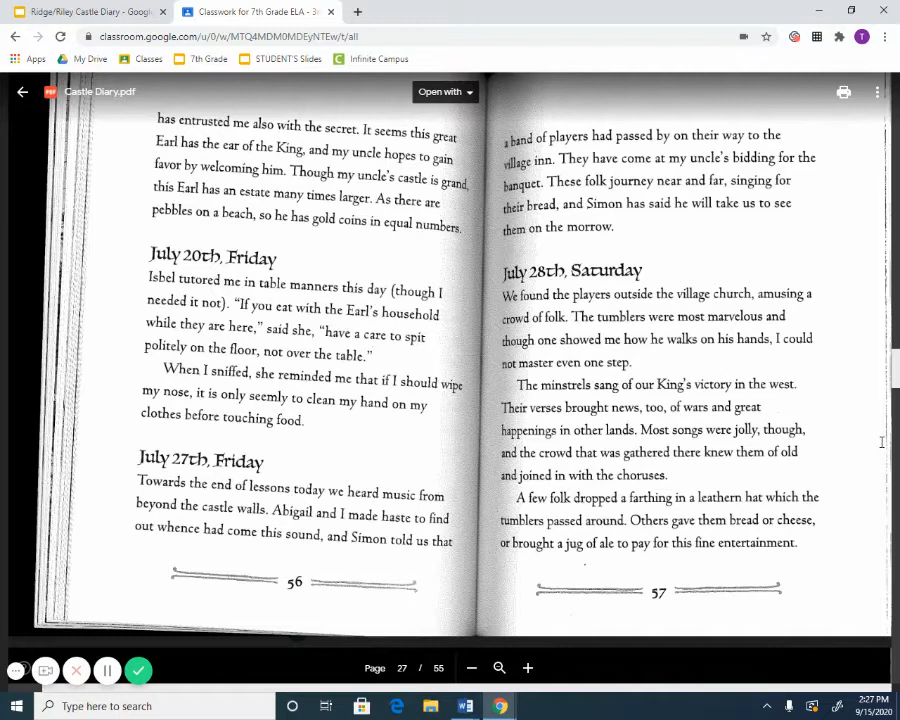 Ridge/Riley Castle Diary - Google
Classwork for 7th Grade ELA - 3r
classroom.google.com/u/0/w/MTQ4MDM0MDEyNTEw/t/all
Apps My Drive Classes 7th Grade STUDENT'S Slides Infinite Campus
PDF Castle Diary.pdf
Open with
has entrusted me also with the secret. It seems this great
Earl has the ear of the King, and my uncle hopes to gain
favor by welcoming him. Though my uncle's castle is grand,
this Earl has an estate many times larger. As there are
pebbles on a beach, so he has gold coins in equal numbers.
July 20th, Friday
Isbel tutored me in table manners this day (though I
needed it not). "If you eat with the Earl's household
while they are here," said she, "have a care to spit
politely on the floor, not over the table."
When I sniffed, she reminded me that if I should wipe
my nose, it is only seemly to clean my hand on my
clothes before touching food.
July 27th, Friday
Towards the end of lessons today we heard music from
beyond the castle walls. Abigail and I made haste to find
out whence had come this sound, and Simon told us that
56
a band of players had passed by on their way to the
village inn. They have come at my uncle's bidding for the
banquet. These folk journey near and far, singing for
their bread, and Simon has said he will take us to see
them on the morrow.
July 28th, Saturday
We found the players outside the village church, amusing a
crowd of folk. The tumblers were most marvelous and
though one showed me how he walks on his hands, I could
not master even one step.
The minstrels sang of our King's victory in the west.
Their verses brought news, too, of wars and great
happenings in other lands. Most songs were jolly, though,
and the crowd that was gathered there knew them of old
and joined in with the choruses.
A few folk dropped a farthing in a leathern hat which the
tumblers passed around. Others gave them bread or cheese,
or brought a jug of ale to pay for this fine entertainment.
57
Page 27 / 55
Type here to search
2:27 PM
9/15/2020